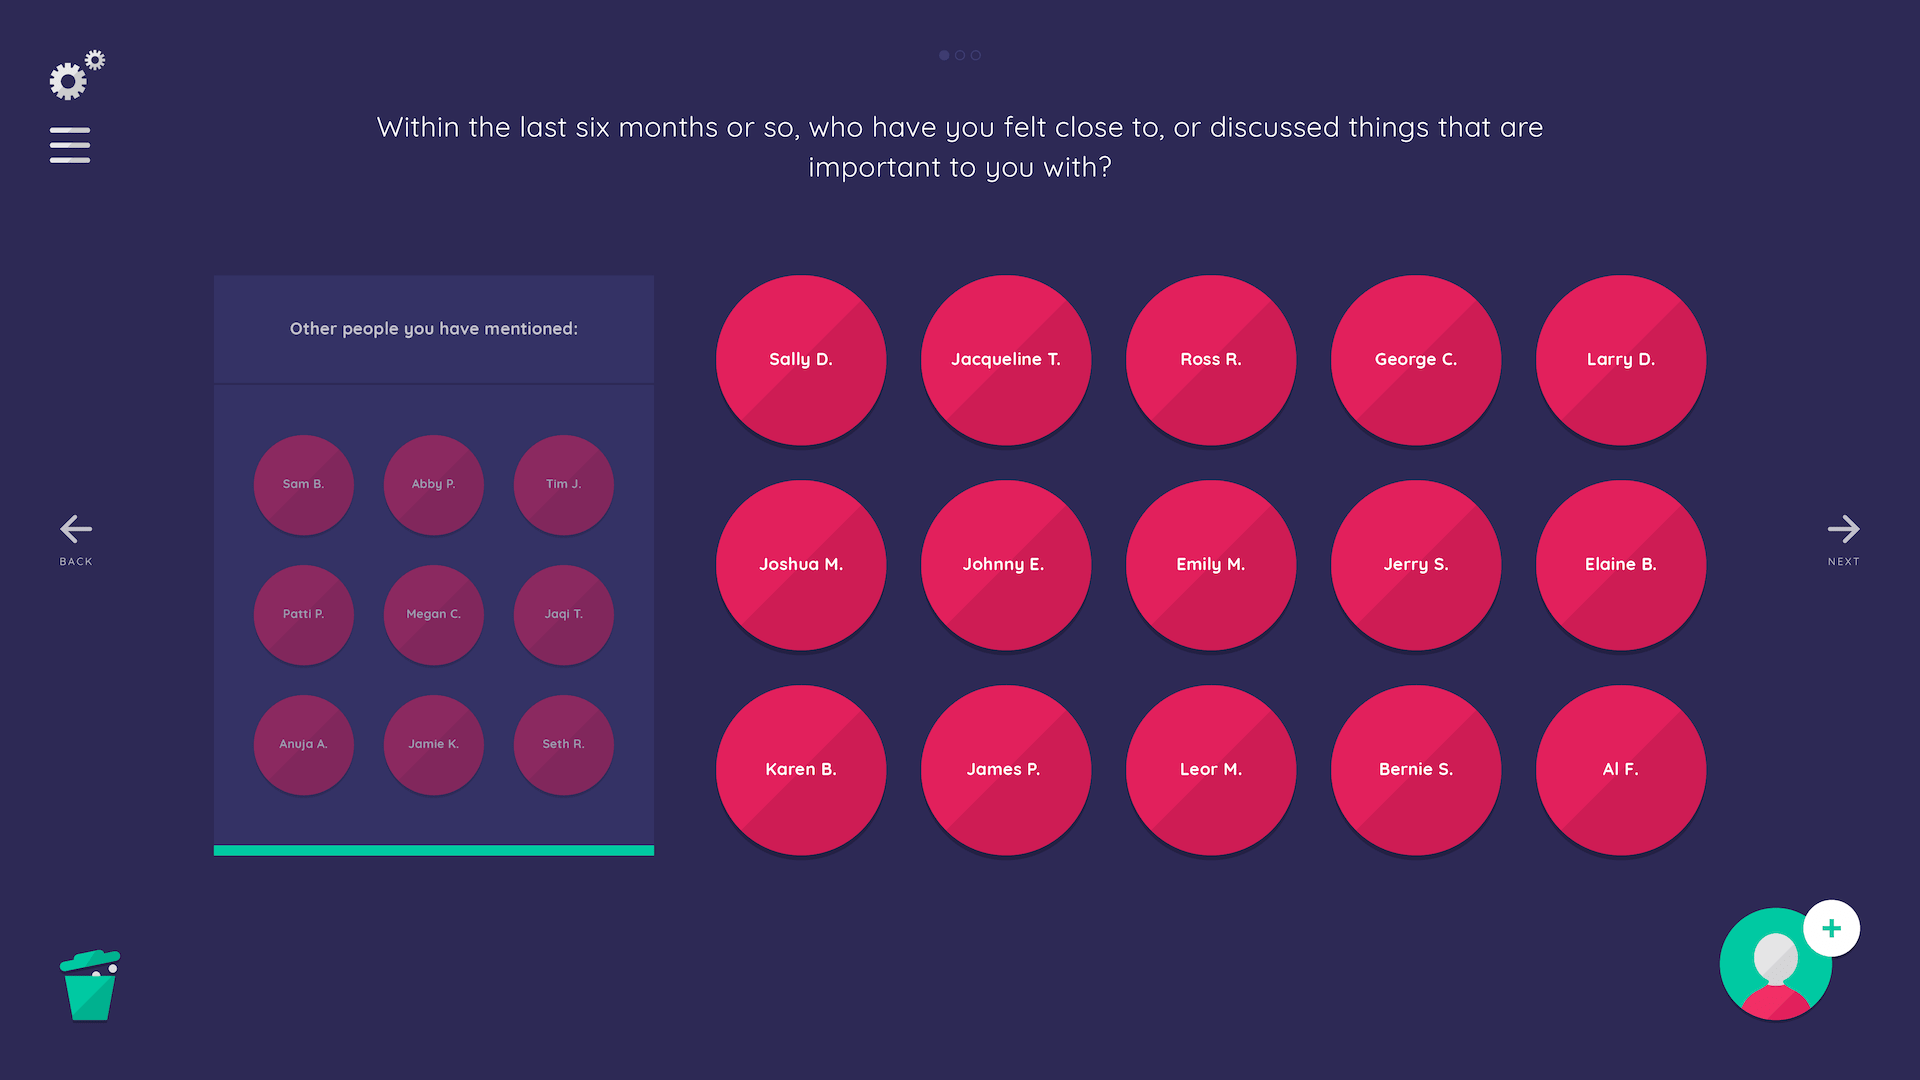 Within the last six months or so, who have you felt close to, or discussed things that are
important to you with?
Other people you have mentioned:
Sam B.
Abby P.
Tim J.
Patti P.
Megan C.
Jaqi T.
Anuja A.
Jamie K.
Seth R.
Sally D.
Jacqueline T.
Ross R.
George C.
Larry D.
Joshua M.
Johnny E.
Emily M.
Jerry S.
Elaine B.
Karen B.
James P.
Leor M.
Bernie S.
Al F.
BACK
NEXT